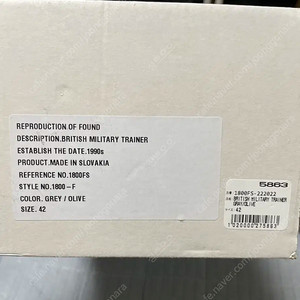 REPRODUCTION.OF FOUND
DESCRIPTION.BRITISH MILITARY TRAINER
ESTABLISH THE DATE.1990s
PRODUCT.MADE IN SLOVAKIA
REFERENCE NO.1800FS
STYLE NO.1800-F
COLOR. GREY / OLIVE
SIZE. 42
5863
1800FS-222022
BRITISH MILITARY TRAINER
GRAY/OLIVE
42
1020000275883